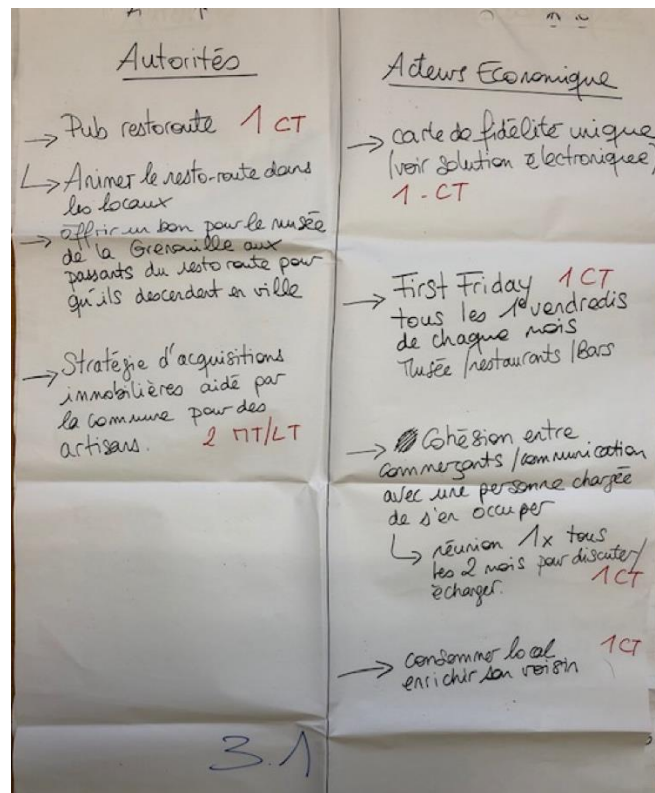 Autorités
→ Pub restoroute 1 CT
↳ Animer le resto-route dans
les locaux
→ offrir un bon pour le musée
de la Grenouille aux
passants du resto route pour
qu'ils descendent en ville
→ Stratégie d'acquisitions
immobilières aidé par
la commune pour des
artisans. 2 MT/LT
3.1
Acteurs Economique
→ carte de fidélité unique
(voir solution électronique)
1 - CT
→ First Friday 1 CT
tous les 1e vendredis
de chaque mois
Musée / restaurants / Bars
→ Cohésion entre
commerçants / communication
avec une personne chargée
de s'en occuper
↳ réunion 1x tous
les 2 mois pour discuter/
échanger. 1 CT
→ consommer local 1 CT
enrichir son voisin